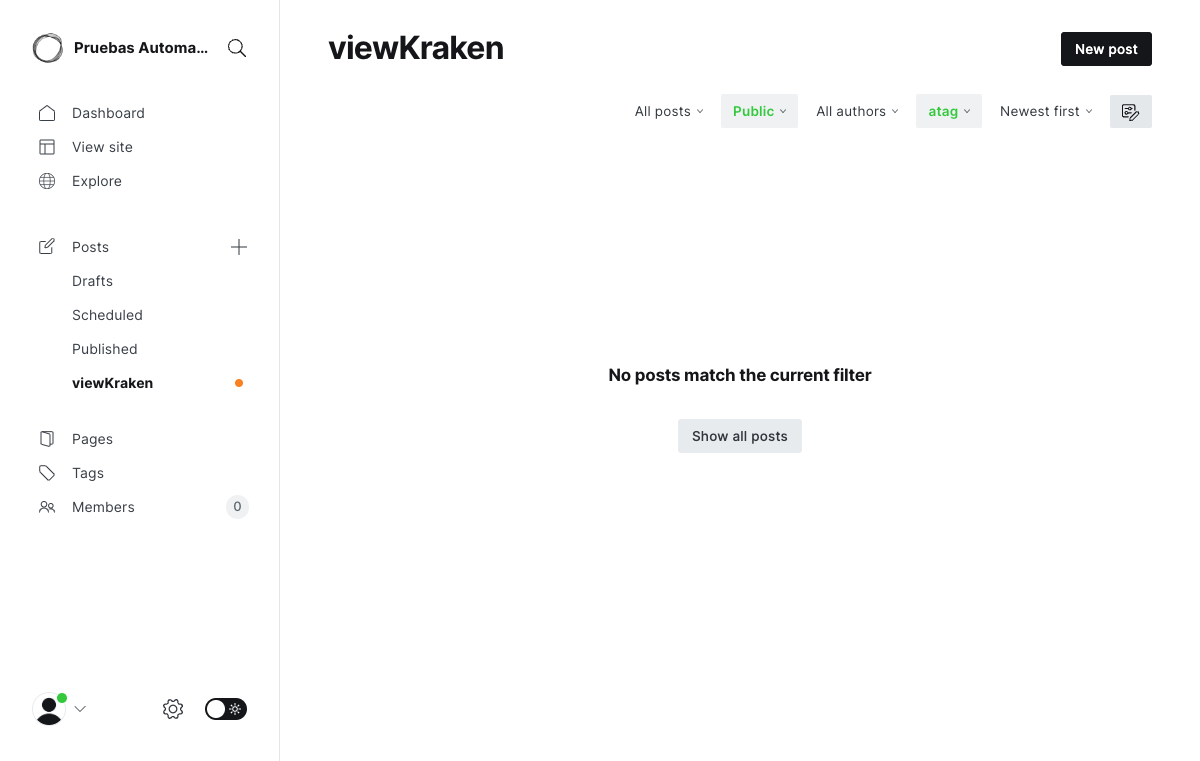 Pruebas Automa...
Dashboard
View site
Explore
Posts
Drafts
Scheduled
Published
viewKraken
Pages
Tags
Members
0
viewKraken
New post
All posts
Public
All authors
atag
Newest first
No posts match the current filter
Show all posts